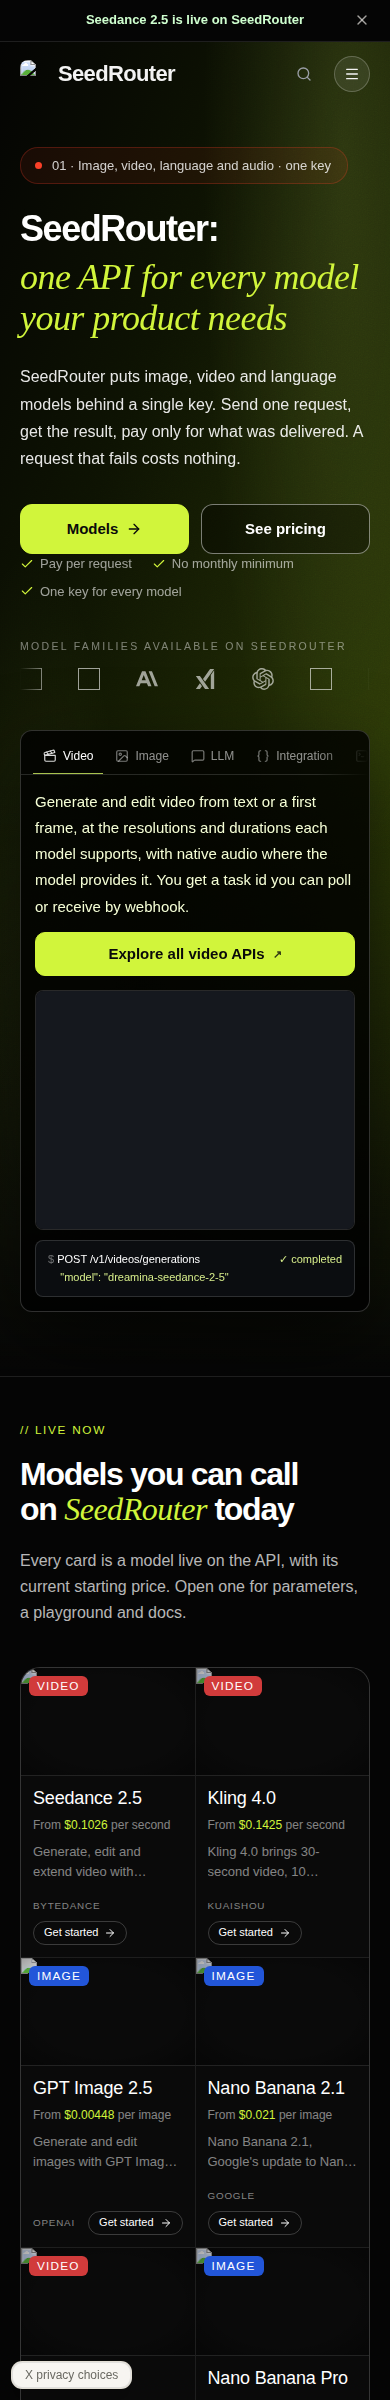 Seedance 2.5 is live on SeedRouter
SeedRouter
01 · Image, video, language and audio · one key
SeedRouter:
one API for every model
your product needs
SeedRouter puts image, video and language
models behind a single key. Send one request,
get the result, pay only for what was delivered. A
request that fails costs nothing.
Models →
See pricing
✓ Pay per request ✓ No monthly minimum
✓ One key for every model
MODEL FAMILIES AVAILABLE ON SEEDROUTER
Video Image LLM Integration
Generate and edit video from text or a first
frame, at the resolutions and durations each
model supports, with native audio where the
model provides it. You get a task id you can poll
or receive by webhook.
Explore all video APIs ↗
$ POST /v1/videos/generations ✓ completed
"model": "dreamina-seedance-2-5"
// LIVE NOW
Models you can call
on SeedRouter today
Every card is a model live on the API, with its
current starting price. Open one for parameters,
a playground and docs.
VIDEO
Seedance 2.5
From $0.1026 per second
Generate, edit and
extend video with…
BYTEDANCE
Get started →
VIDEO
Kling 4.0
From $0.1425 per second
Kling 4.0 brings 30-
second video, 10…
KUAISHOU
Get started →
IMAGE
GPT Image 2.5
From $0.00448 per image
Generate and edit
images with GPT Imag…
OPENAI
Get started →
IMAGE
Nano Banana 2.1
From $0.021 per image
Nano Banana 2.1,
Google's update to Nan…
GOOGLE
Get started →
VIDEO
IMAGE
Nano Banana Pro
X privacy choices